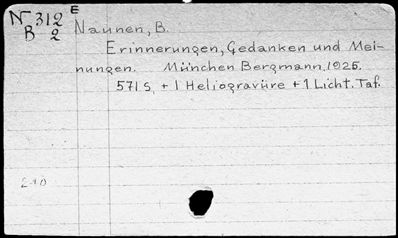 N 312 E
B 2
Naunen, B.
Erinnerungen, Gedanken und Mei-
nungen. München Bergmann. 1925.
571 S. + 1 Heliogravüre + 1 Licht. Taf.